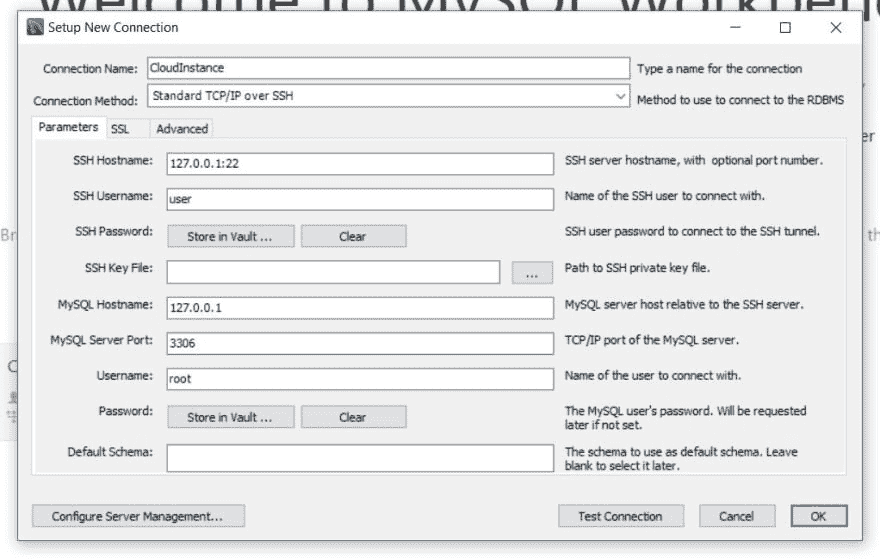 Welcome to MySQL Workbench
Setup New Connection
Connection Name: CloudInstance Type a name for the connection
Connection Method: Standard TCP/IP over SSH Method to use to connect to the RDBMS
Parameters SSL Advanced
SSH Hostname: 127.0.0.1:22 SSH server hostname, with optional port number.
SSH Username: user Name of the SSH user to connect with.
SSH Password: Store in Vault ... Clear SSH user password to connect to the SSH tunnel.
SSH Key File: ... Path to SSH private key file.
MySQL Hostname: 127.0.0.1 MySQL server host relative to the SSH server.
MySQL Server Port: 3306 TCP/IP port of the MySQL server.
Username: root Name of the user to connect with.
Password: Store in Vault ... Clear The MySQL user's password. Will be requested
later if not set.
Default Schema: The schema to use as default schema. Leave
blank to select it later.
Configure Server Management... Test Connection Cancel OK